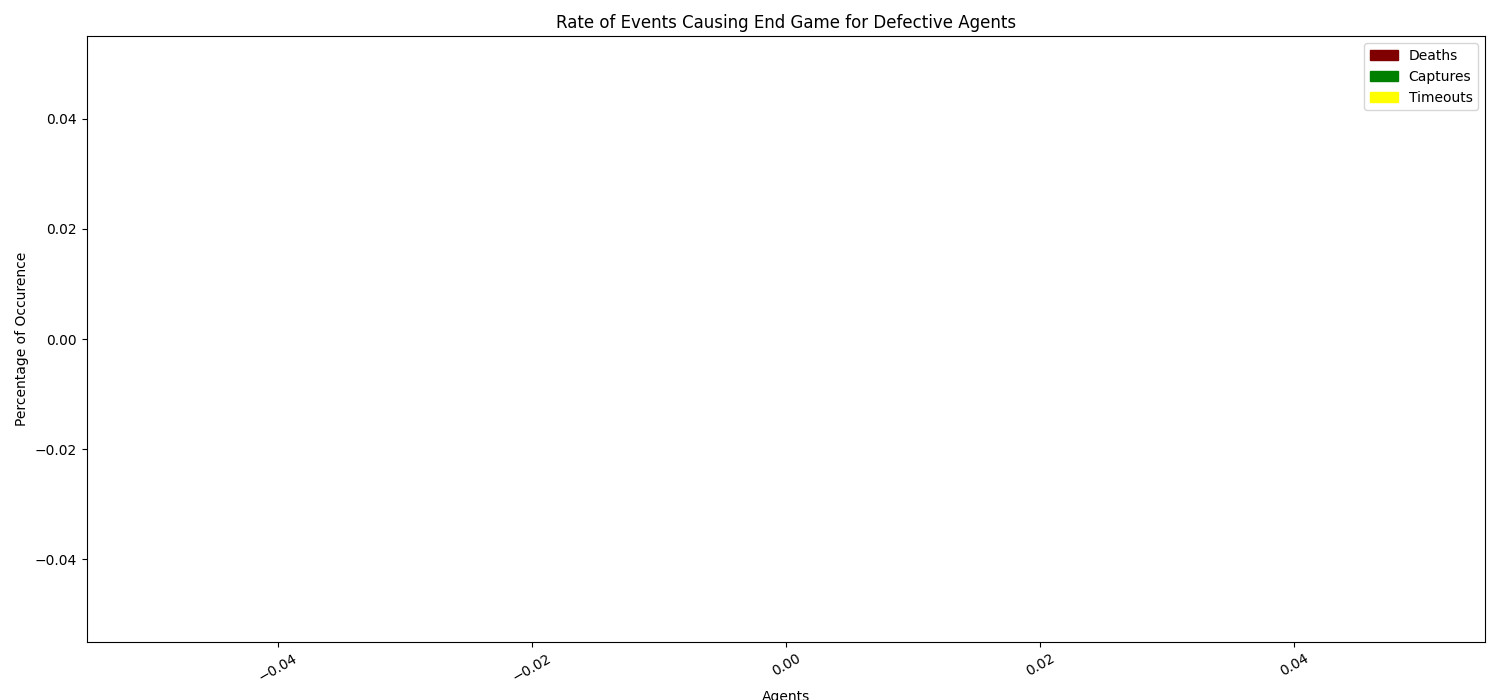 Rate of Events Causing End Game for Defective Agents
Deaths
Captures
Timeouts
0.04
0.02
0.00
−0.02
−0.04
Percentage of Occurence
−0.04
−0.02
0.00
0.02
0.04
Agents